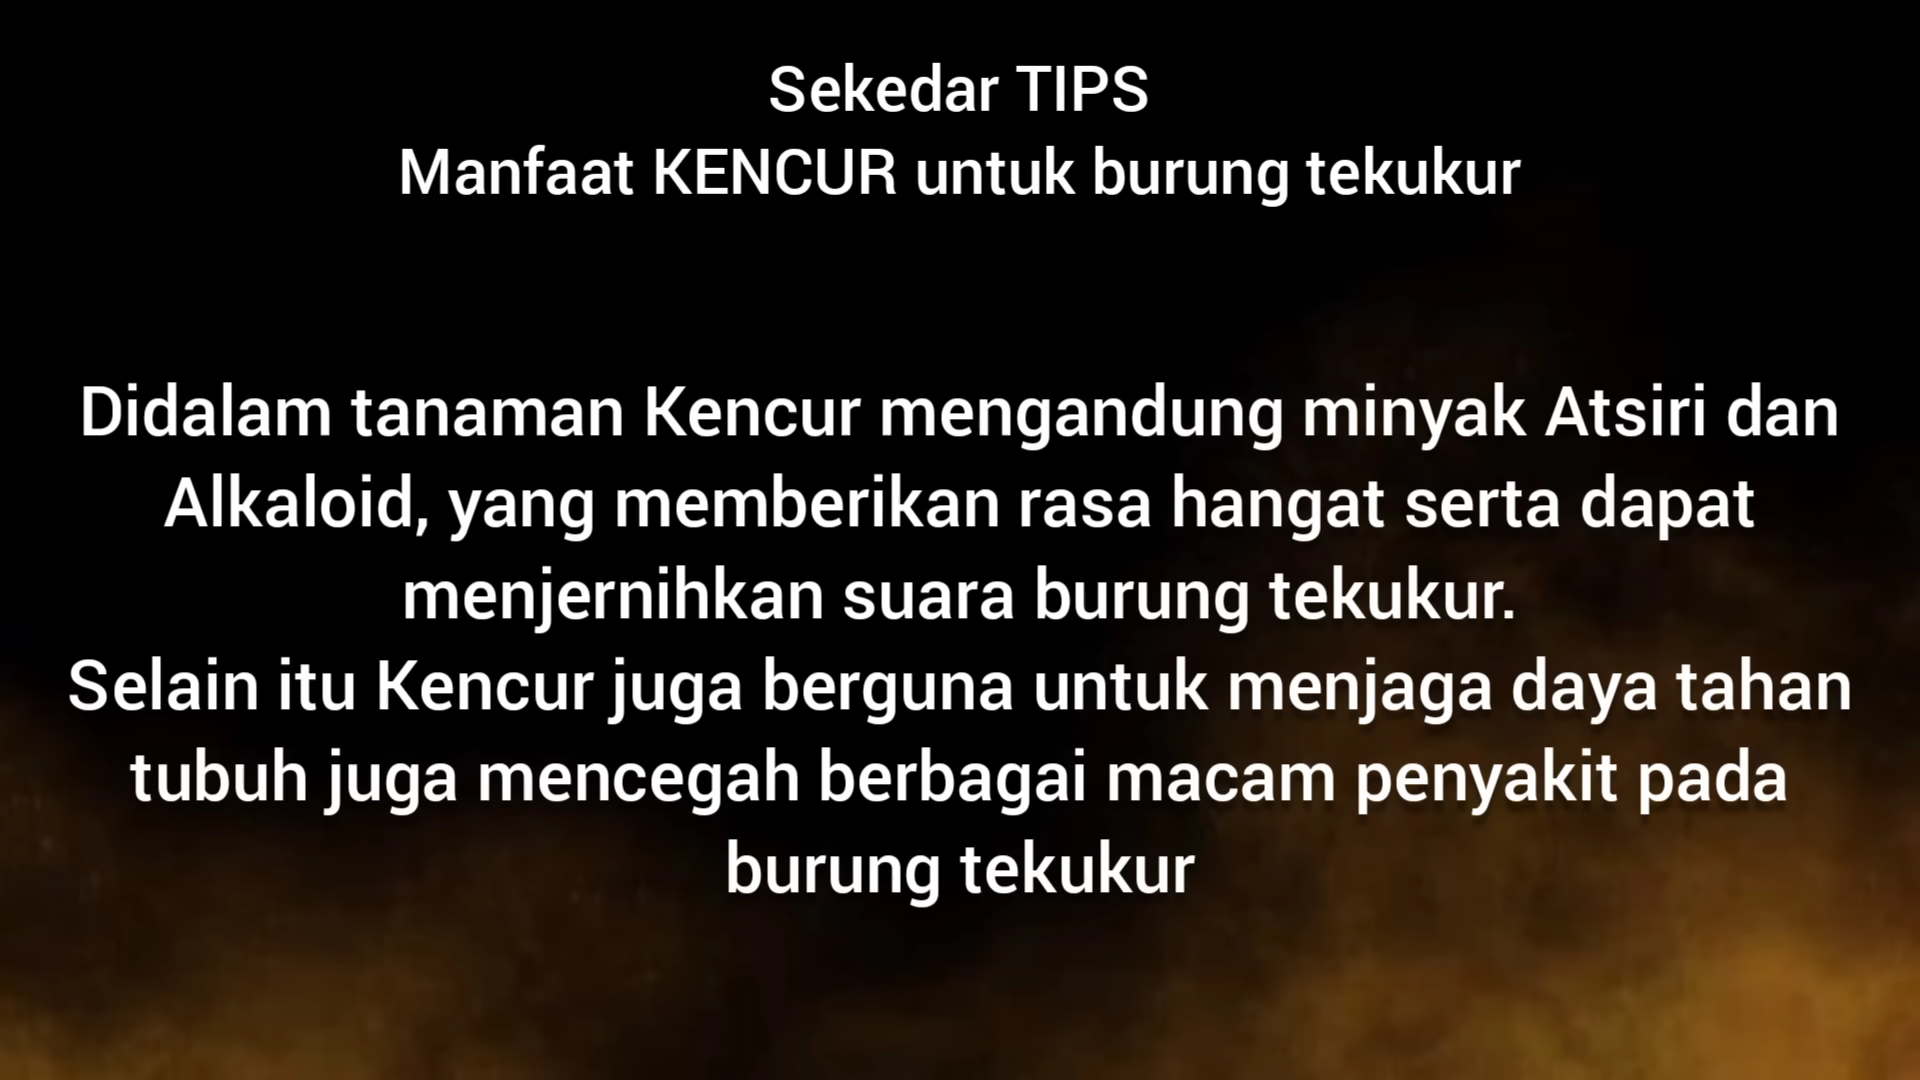 Sekedar TIPS
Manfaat KENCUR untuk burung tekukur
Didalam tanaman Kencur mengandung minyak Atsiri dan
Alkaloid, yang memberikan rasa hangat serta dapat
menjernihkan suara burung tekukur.
Selain itu Kencur juga berguna untuk menjaga daya tahan
tubuh juga mencegah berbagai macam penyakit pada
burung tekukur